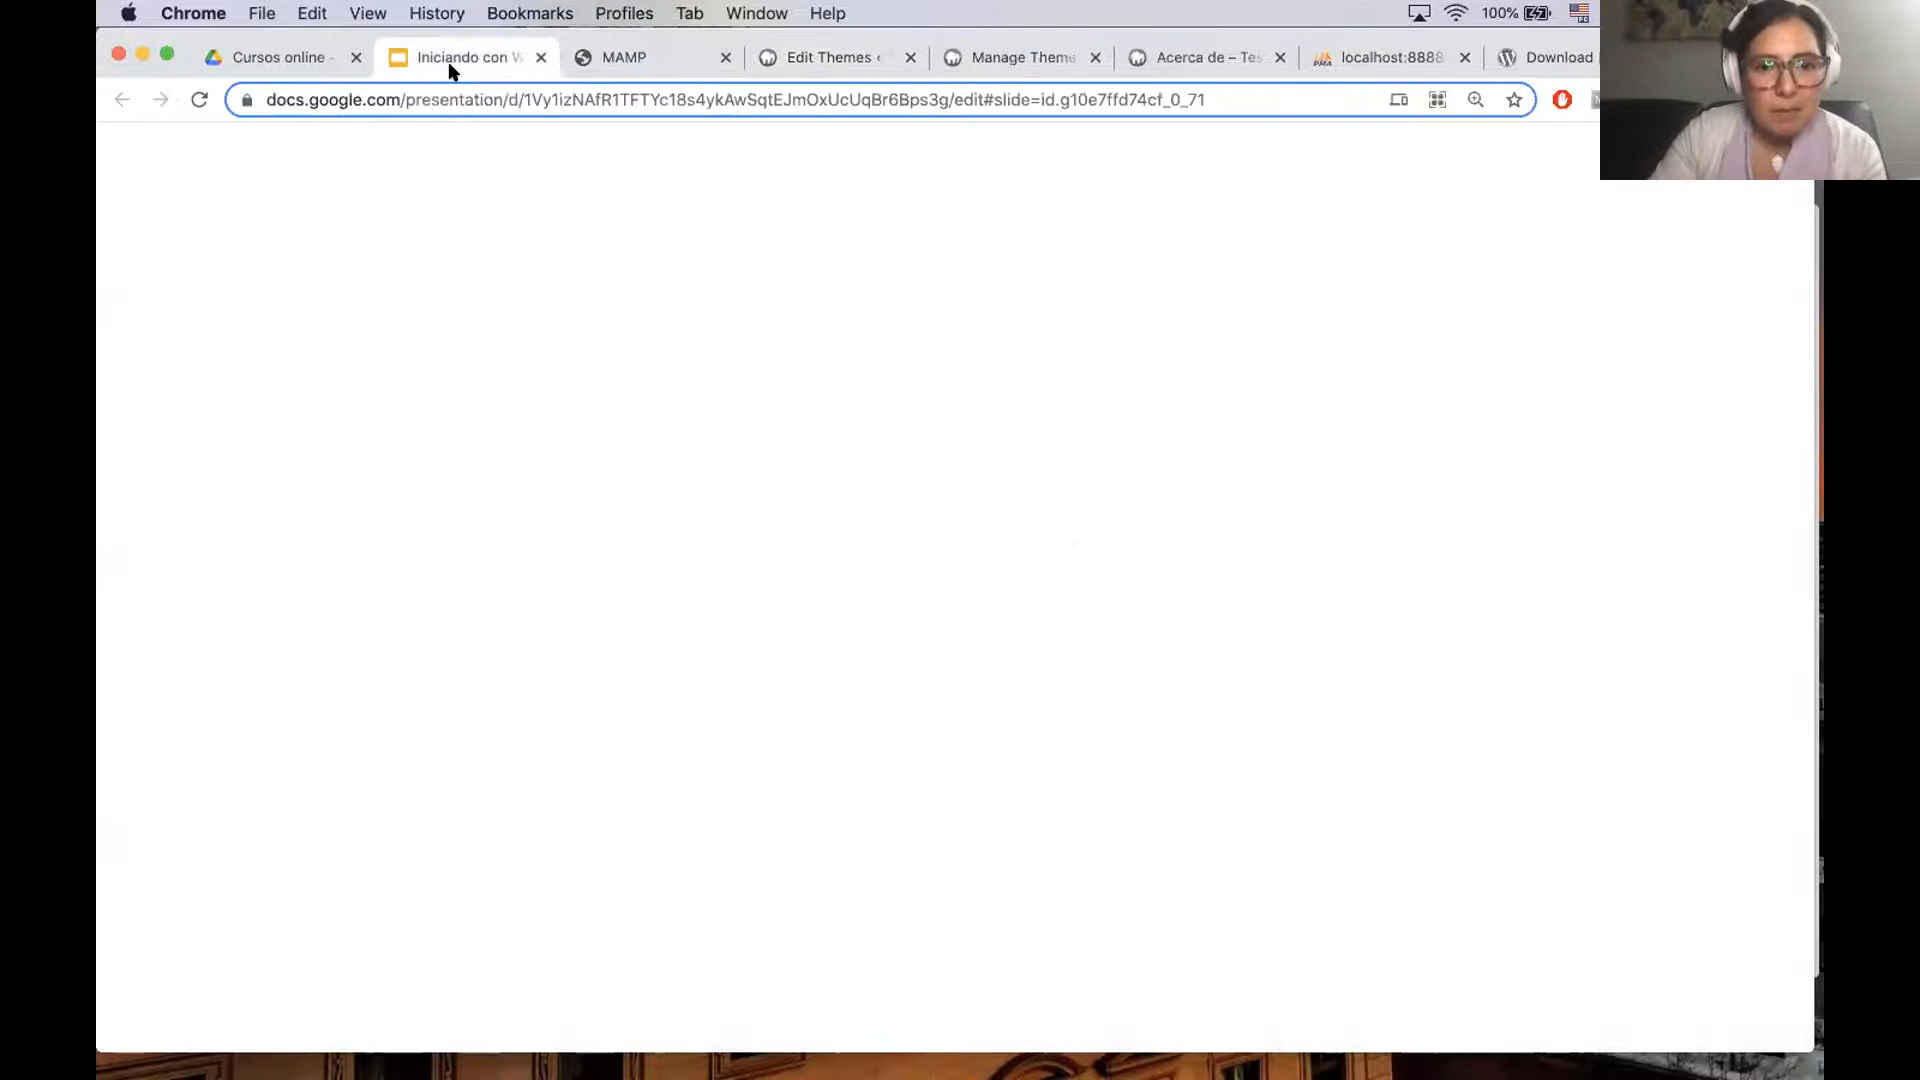 Chrome File Edit View History Bookmarks Profiles Tab Window Help 100%
Cursos online - Iniciando con W MAMP Edit Themes ‹ Manage Theme Acerca de – Tes localhost:8888 Download
docs.google.com/presentation/d/1Vy1izNAfR1TFTYc18s4ykAwSqtEJmOxUcUqBr6Bps3g/edit#slide=id.g10e7ffd74cf_0_71